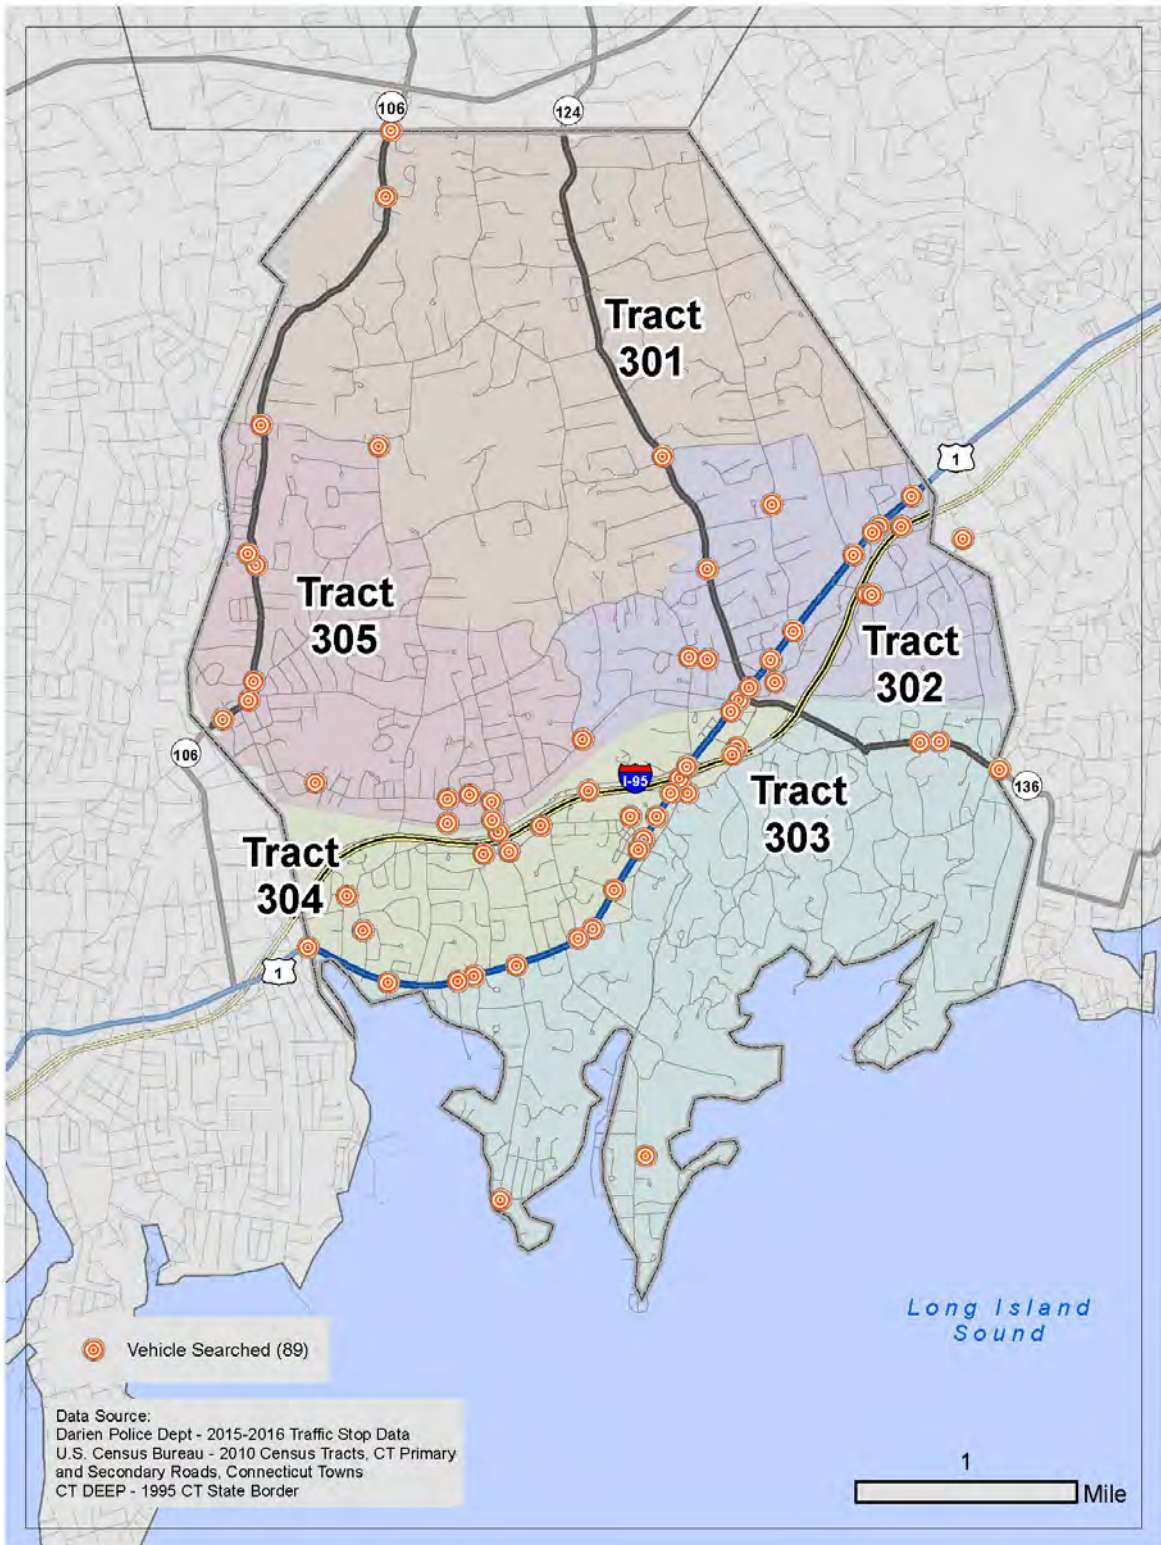 106
124
Tract
301
1
Tract
305
Tract
302
106
I-95
136
Tract
303
Tract
304
1
Long Island
Sound
Vehicle Searched (89)
Data Source:
Darien Police Dept - 2015-2016 Traffic Stop Data
U.S. Census Bureau - 2010 Census Tracts, CT Primary
and Secondary Roads, Connecticut Towns
CT DEEP - 1995 CT State Border
1
Mile